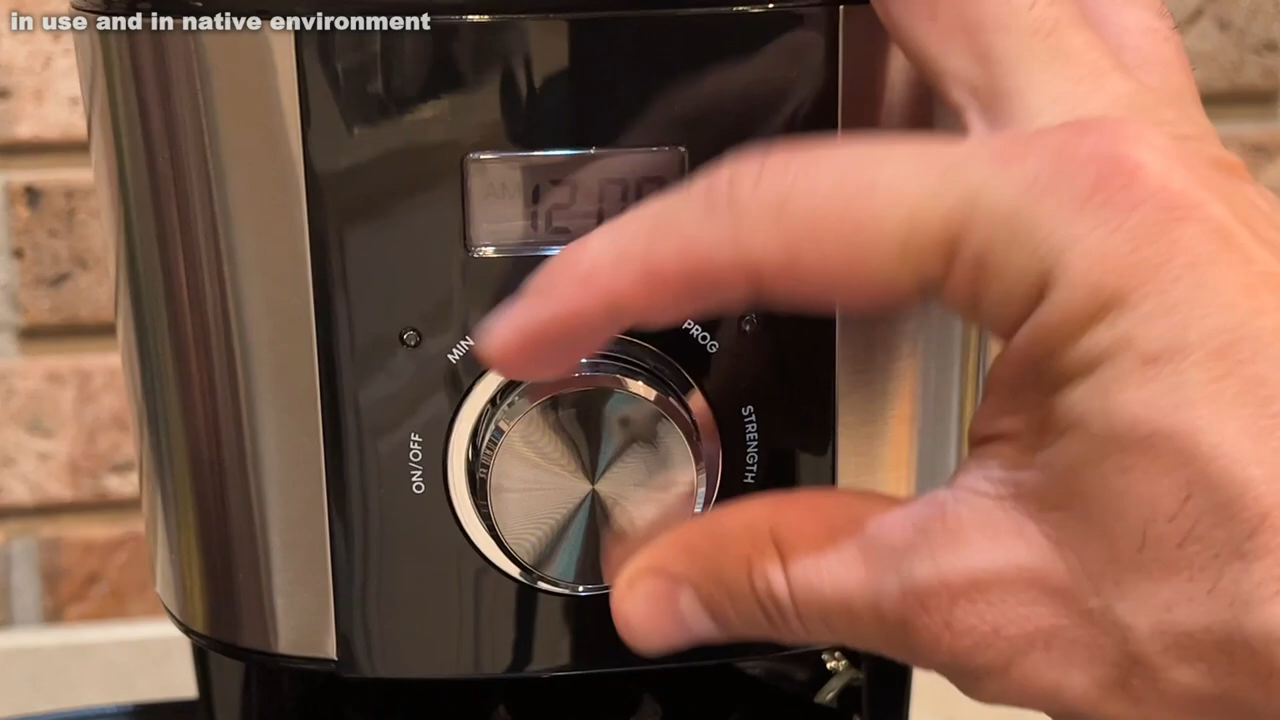 in use and in native environment
AM 12:00
MIN
PROG
ON/OFF
STRENGTH